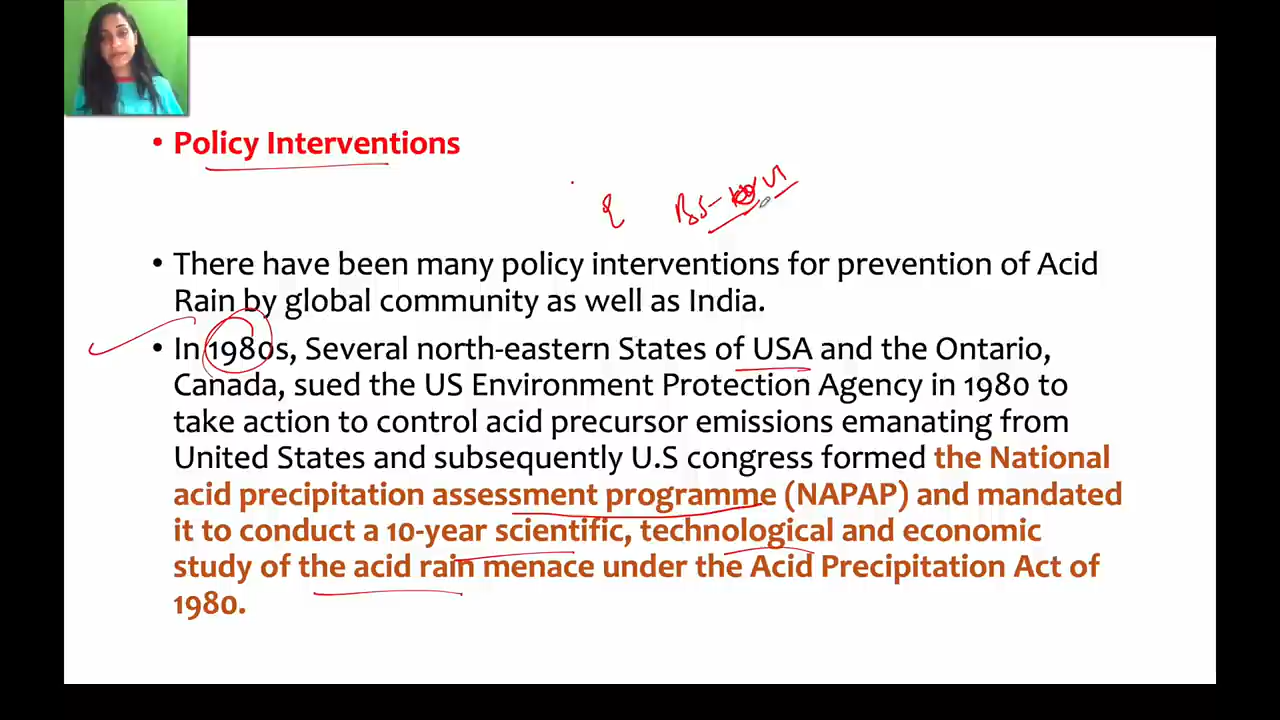 • Policy Interventions
BS- VI
• There have been many policy interventions for prevention of Acid
Rain by global community as well as India.
• In 1980s, Several north-eastern States of USA and the Ontario,
Canada, sued the US Environment Protection Agency in 1980 to
take action to control acid precursor emissions emanating from
United States and subsequently U.S congress formed the National
acid precipitation assessment programme (NAPAP) and mandated
it to conduct a 10-year scientific, technological and economic
study of the acid rain menace under the Acid Precipitation Act of
1980.